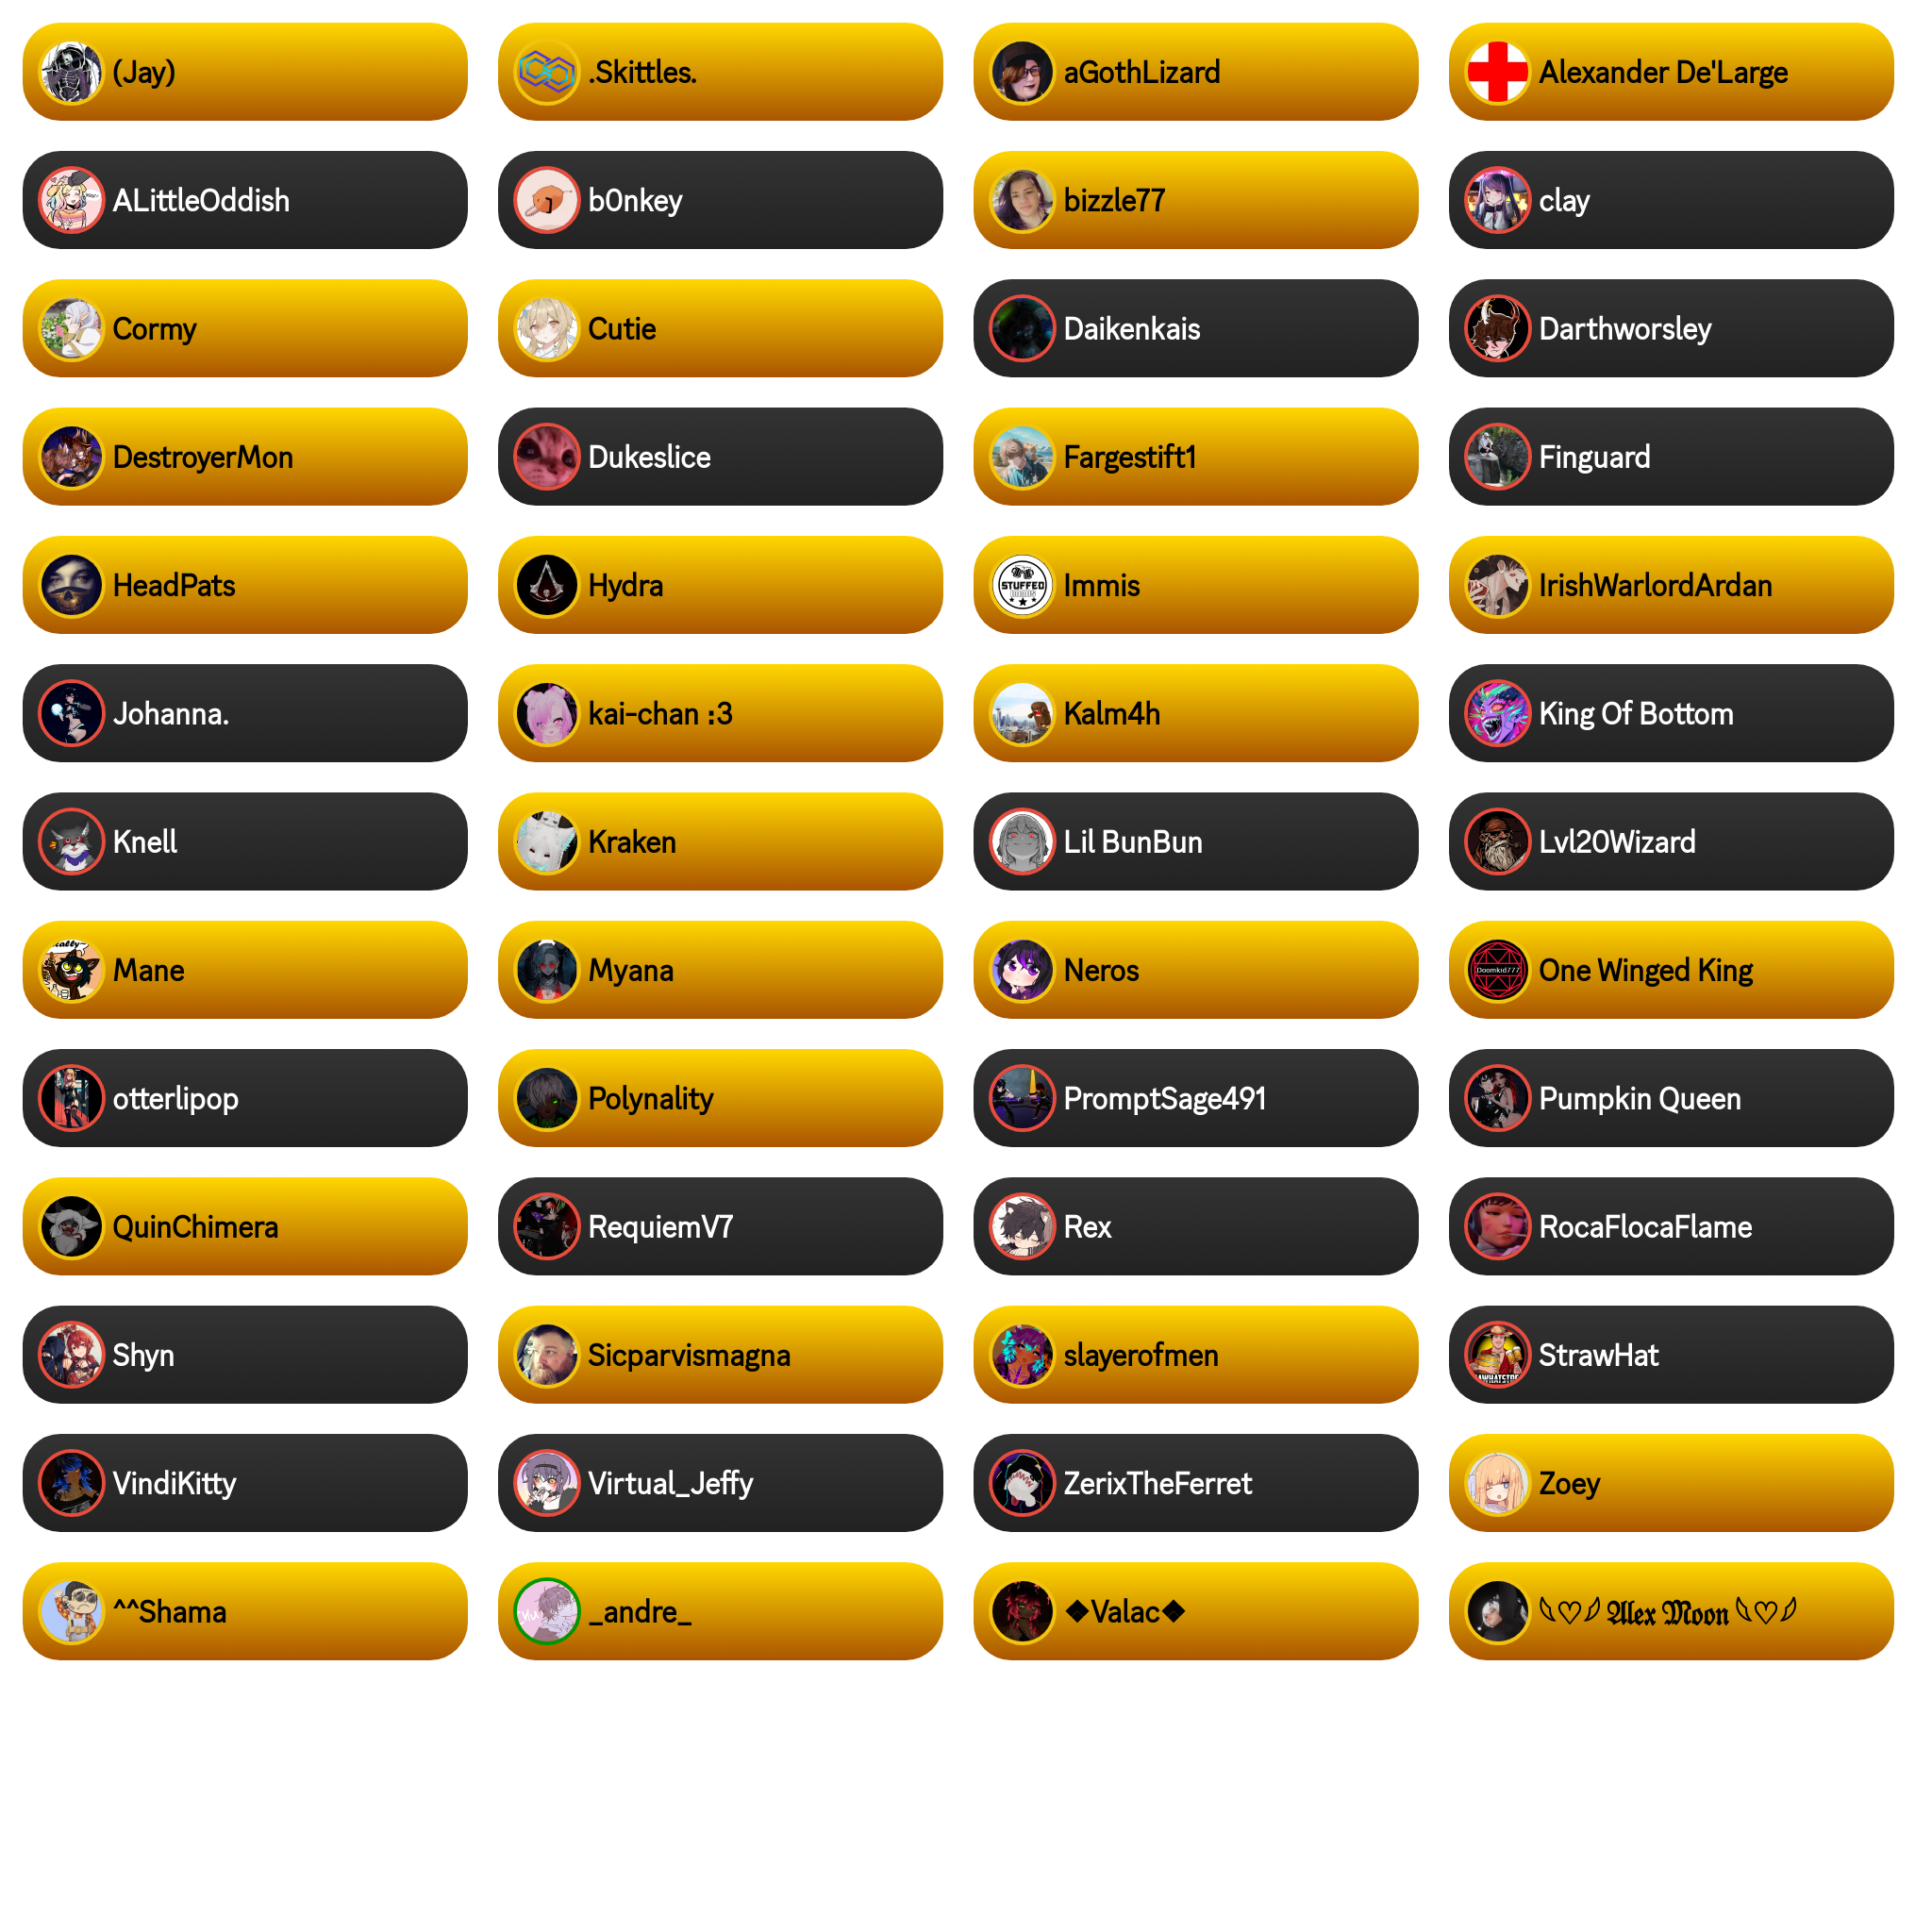 (Jay)
.Skittles.
aGothLizard
Alexander De'Large
ALittleOddish
b0nkey
bizzle77
clay
Cormy
Cutie
Daikenkais
Darthworsley
DestroyerMon
Dukeslice
Fargestift1
Finguard
HeadPats
Hydra
STUFFED
Immis
IrishWarlordArdan
Johanna.
kai-chan :3
Kalm4h
King Of Bottom
Knell
Kraken
Lil BunBun
Lvl20Wizard
Mane
Myana
Neros
Doomkid777
One Winged King
otterlipop
Polynality
PromptSage491
Pumpkin Queen
QuinChimera
RequiemV7
Rex
RocaFlocaFlame
Shyn
Sicparvismagna
slayerofmen
StrawHat
VindiKitty
Virtual_Jeffy
ZerixTheFerret
Zoey
^^Shama
_andre_
❖Valac❖
𓆩♡𓆪 𝕬𝖑𝖊𝖝 𝕸𝖔𝖔𝖓 𓆩♡𓆪